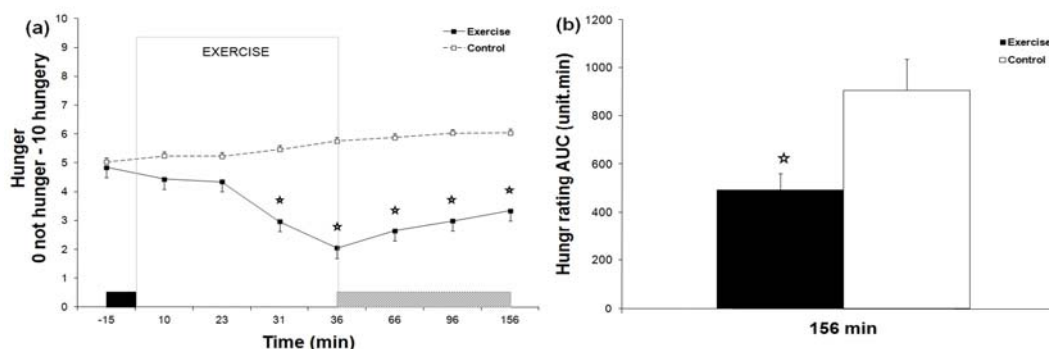 (a)
10
9
8
7
6
5
4
3
2
1
0
Hunger
0 not hunger - 10 hungery
EXERCISE
Exercise
Control
-15 10 23 31 36 66 96 156
Time (min)
(b)
1200
1000
800
600
400
200
0
Hungr rating AUC (unit.min)
Exercise
Control
156 min